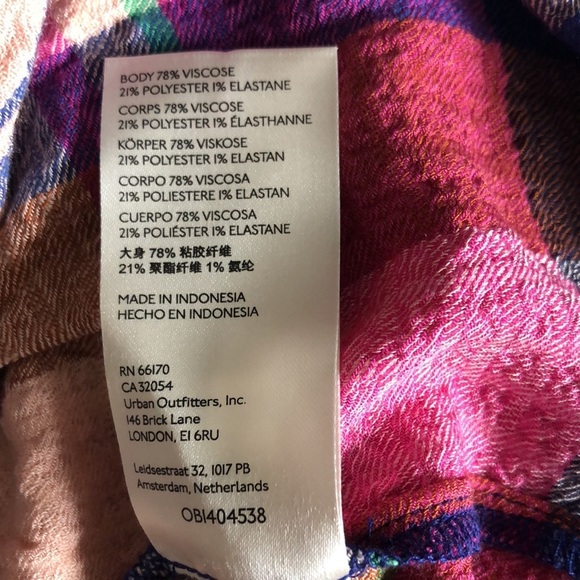 BODY 78% VISCOSE
21% POLYESTER 1% ELASTANE
CORPS 78% VISCOSE
21% POLYESTER 1% ÉLASTHANNE
KÖRPER 78% VISKOSE
21% POLYESTER 1% ELASTAN
CORPO 78% VISCOSA
21% POLIESTERE 1% ELASTAN
CUERPO 78% VISCOSA
21% POLIÉSTER 1% ELASTAN
大身 78% 粘胶纤维
21% 聚酯纤维 1% 氨纶
MADE IN INDONESIA
HECHO EN INDONESIA
RN 66170
CA 32054
Urban Outfitters, Inc.
146 Brick Lane
LONDON, E1 6RU
Leidsestraat 32, 1017 PB
Amsterdam, Netherlands
OB1404538